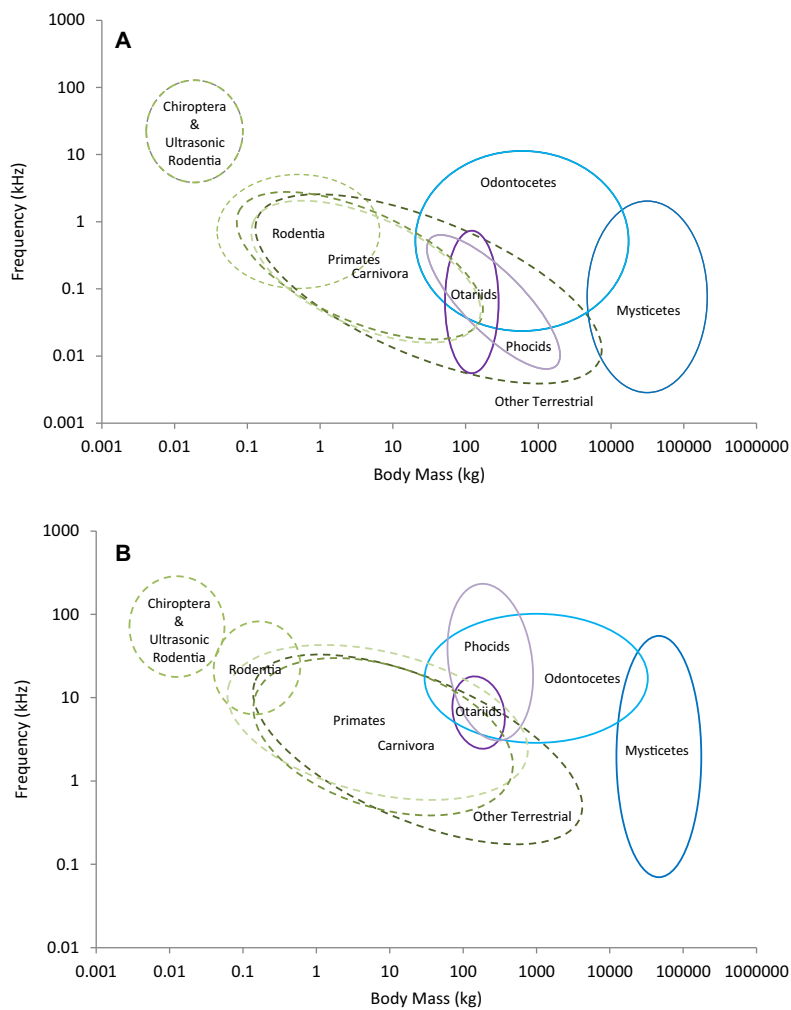 A
1000
100
10
1
0.1
0.01
0.001
Frequency (kHz)
Chiroptera
&
Ultrasonic
Rodentia
Rodentia
Primates
Carnivora
Odontocetes
Otariids
Phocids
Mysticetes
Other Terrestrial
0.001 0.01 0.1 1 10 100 1000 10000 100000 1000000
Body Mass (kg)
B
1000
100
10
1
0.1
0.01
Frequency (kHz)
Chiroptera
&
Ultrasonic
Rodentia
Rodentia
Primates
Carnivora
Phocids
Odontocetes
Otariids
Mysticetes
Other Terrestrial
0.001 0.01 0.1 1 10 100 1000 10000 100000 1000000
Body Mass (kg)